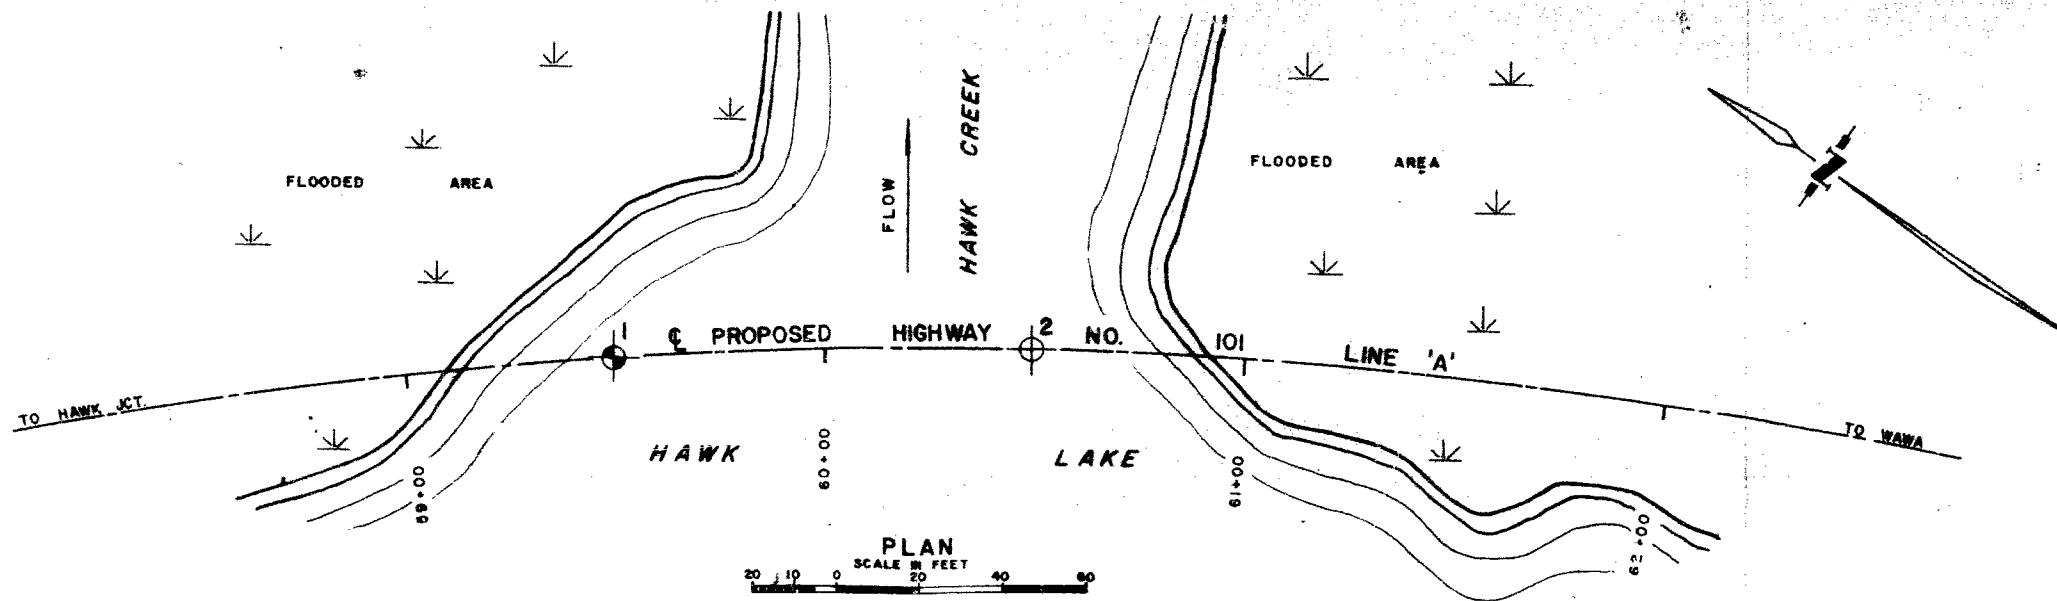 FLOODED AREA
FLOW
HAWK CREEK
FLOODED AREA
N
1
℄ PROPOSED HIGHWAY NO. 101 LINE 'A'
2
TO HAWK JCT.
TO WAWA
HAWK LAKE
59+00
60+00
61+00
62+00
PLAN
SCALE IN FEET
20 10 0 20 40 60